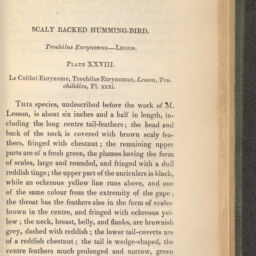 SCALY BACKED HUMMING-BIRD.
Trochilus Eurynomus.—LESSON.
PLATE XXVIII.
Le Colibri Eurynome, Trochilus Eurynomus, Lesson, Tro-
chilidées, Pl. xxxi.
THIS species, undescribed before the work of M.
Lesson, is about six inches and a half in length, in-
cluding the long centre tail-feathers; the head and
back of the neck is covered with brown scaly fea-
thers, fringed with chestnut; the remaining upper
parts are of a fresh green, the plumes having the form
of scales, large and rounded, and fringed with a dull
reddish tinge; the upper part of the auriculars is black,
while an ochreous yellow line runs above, and one
of the same colour from the extremity of the gape;
the throat has the feathers also in the form of scales
brown in the centre, and fringed with ochreous yel-
low; the neck, breast, belly, and flanks, are brownish
grey, dashed with reddish; the lower tail-coverts are
of a reddish chestnut; the tail is wedge-shaped, the
centre feathers much prolonged and narrow, green